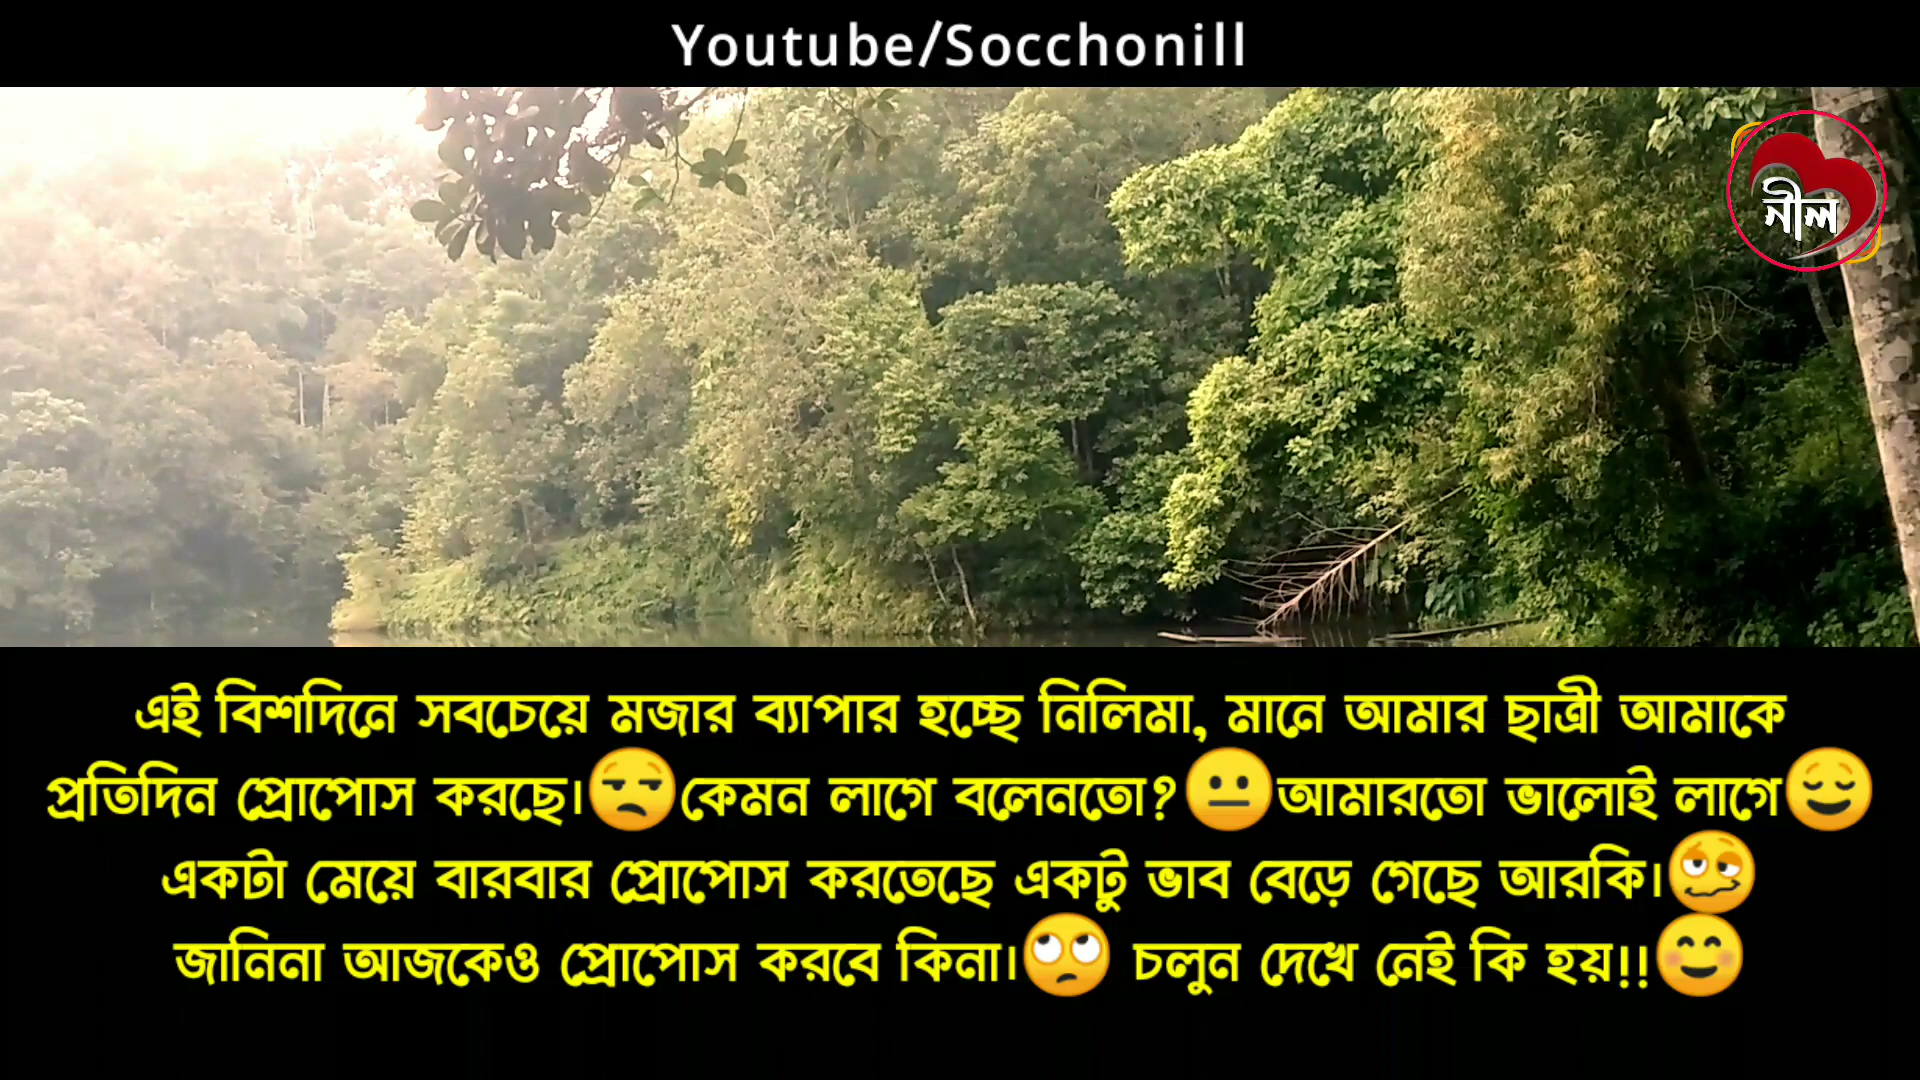 Youtube/Socchonill
নীল
এই বিশদিনে সবচেয়ে মজার ব্যাপার হচ্ছে নিলিমা, মানে আমার ছাত্রী আমাকে
প্রতিদিন প্রোপোস করছে।😒কেমন লাগে বলেনতো?😐আমারতো ভালোই লাগে😌
একটা মেয়ে বারবার প্রোপোস করতেছে একটু ভাব বেড়ে গেছে আরকি।🥴
জানিনা আজকেও প্রোপোস করবে কিনা।🙄 চলুন দেখে নেই কি হয়!!😊